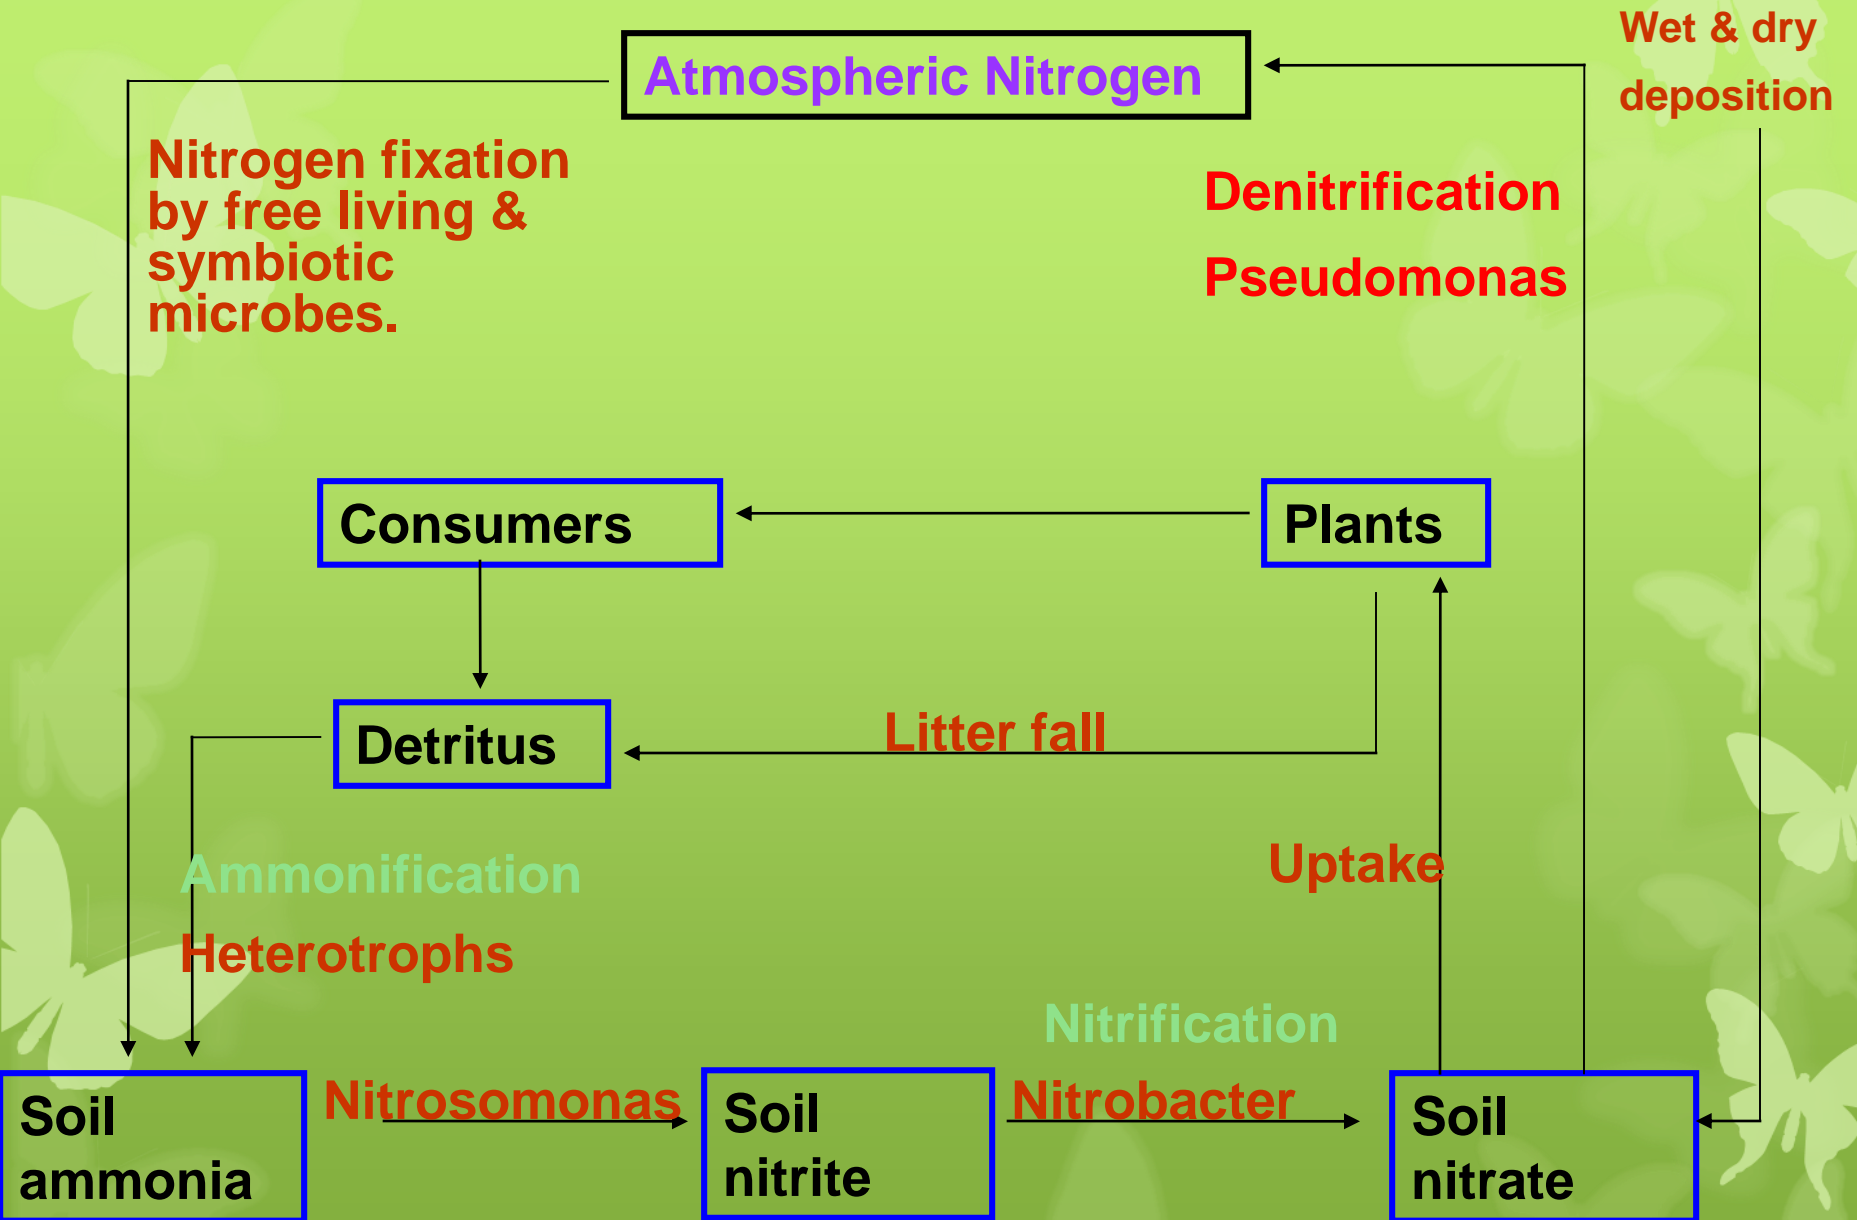 Wet & dry
deposition
Atmospheric Nitrogen
Nitrogen fixation
by free living &
symbiotic
microbes.
Denitrification
Pseudomonas
Consumers
Plants
Detritus
Litter fall
Ammonification
Heterotrophs
Uptake
Nitrification
Nitrosomonas
Nitrobacter
Soil
ammonia
Soil
nitrite
Soil
nitrate